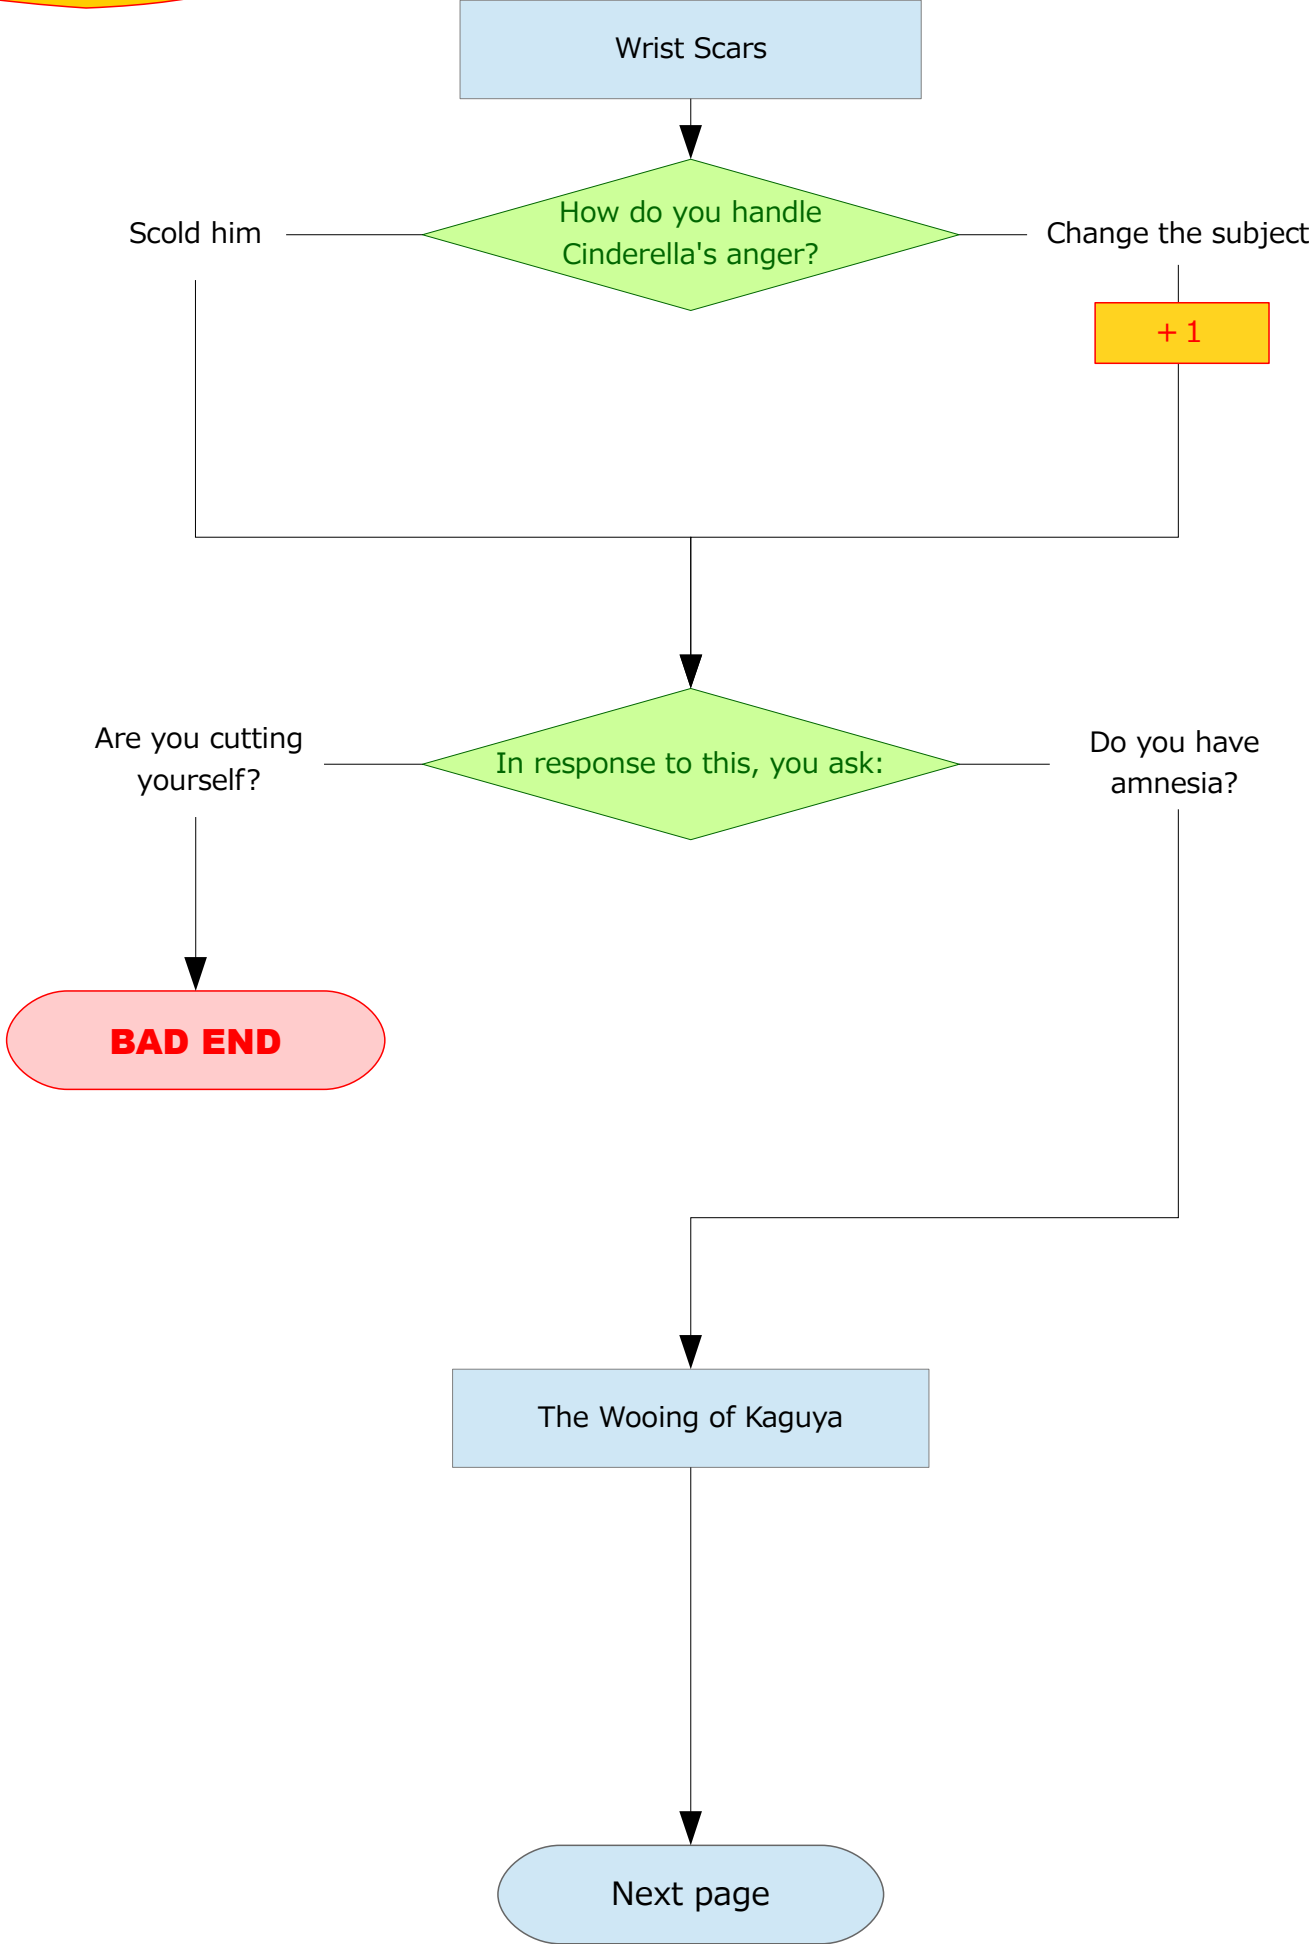 Wrist Scars
How do you handle
Cinderella's anger?
Scold him
Change the subject
+ 1
In response to this, you ask:
Are you cutting
yourself?
Do you have
amnesia?
BAD END
The Wooing of Kaguya
Next page